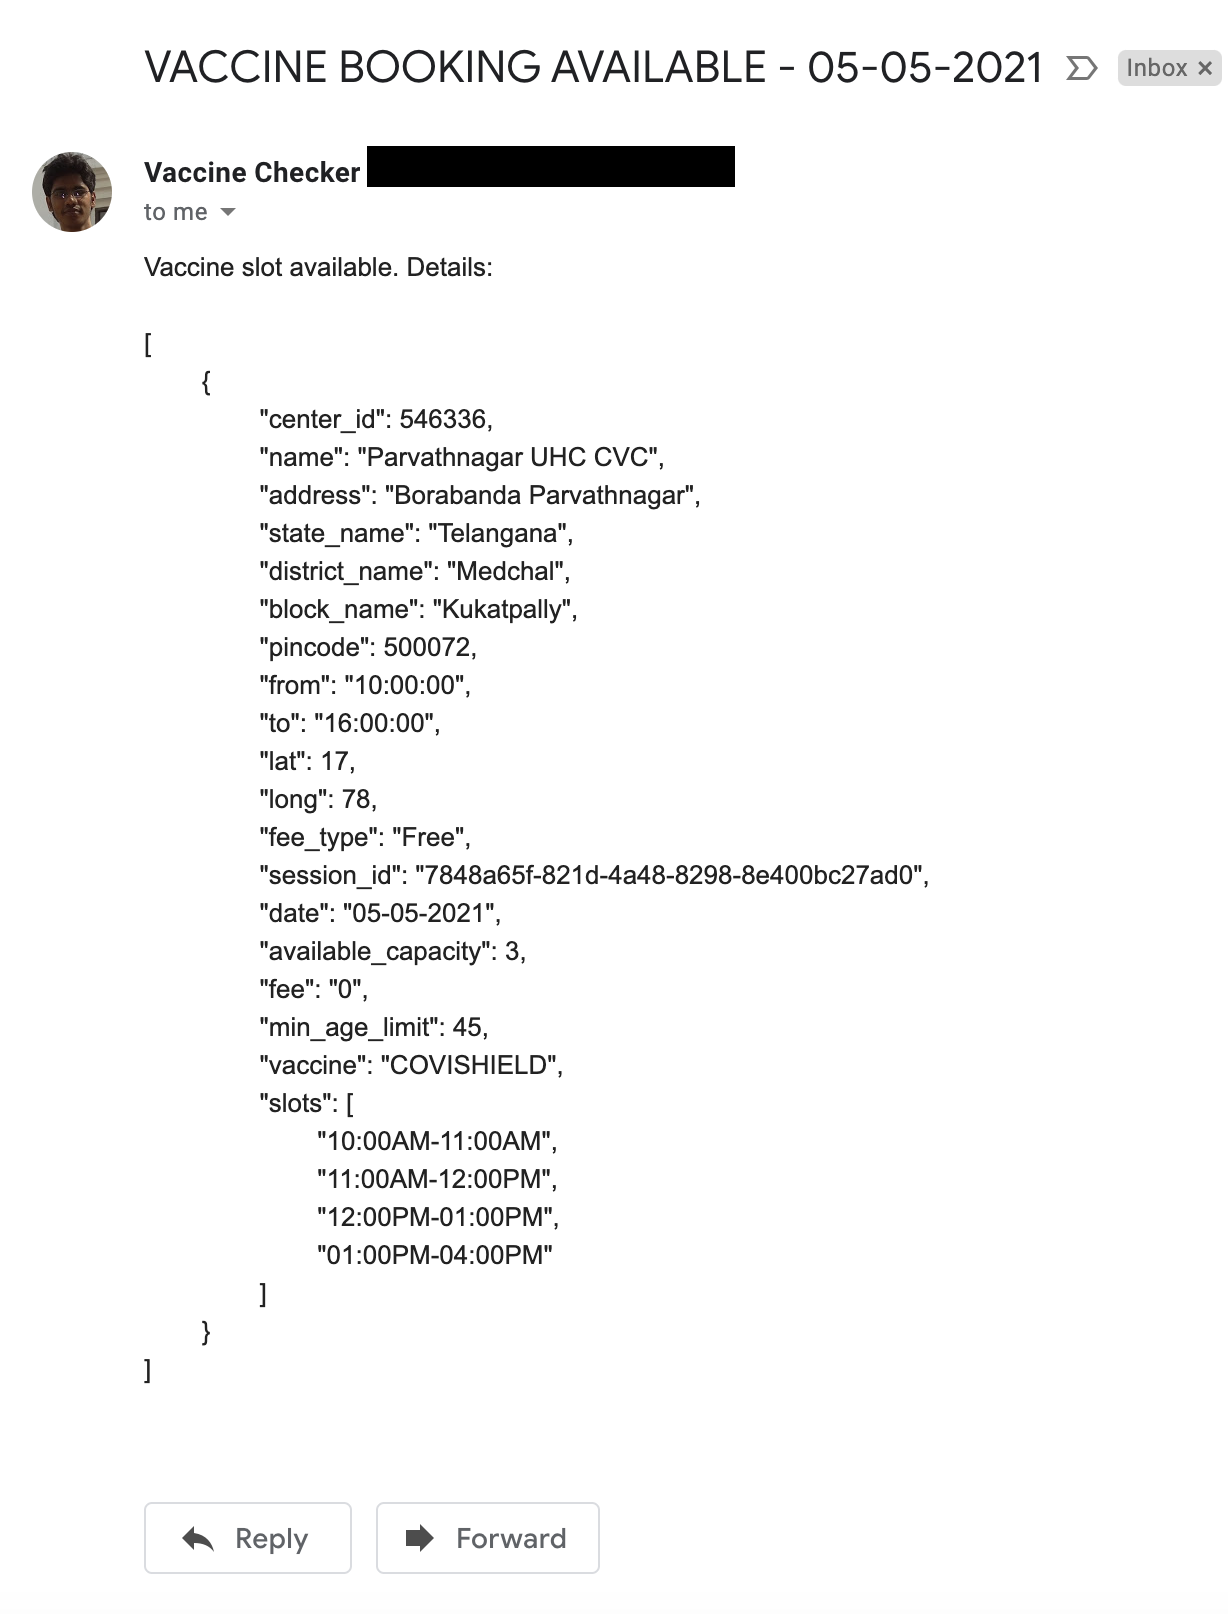 VACCINE BOOKING AVAILABLE - 05-05-2021 Inbox ×
Vaccine Checker
to me
Vaccine slot available. Details:
[
{
"center_id": 546336,
"name": "Parvathnagar UHC CVC",
"address": "Borabanda Parvathnagar",
"state_name": "Telangana",
"district_name": "Medchal",
"block_name": "Kukatpally",
"pincode": 500072,
"from": "10:00:00",
"to": "16:00:00",
"lat": 17,
"long": 78,
"fee_type": "Free",
"session_id": "7848a65f-821d-4a48-8298-8e400bc27ad0",
"date": "05-05-2021",
"available_capacity": 3,
"fee": "0",
"min_age_limit": 45,
"vaccine": "COVISHIELD",
"slots": [
"10:00AM-11:00AM",
"11:00AM-12:00PM",
"12:00PM-01:00PM",
"01:00PM-04:00PM"
]
}
]
Reply Forward